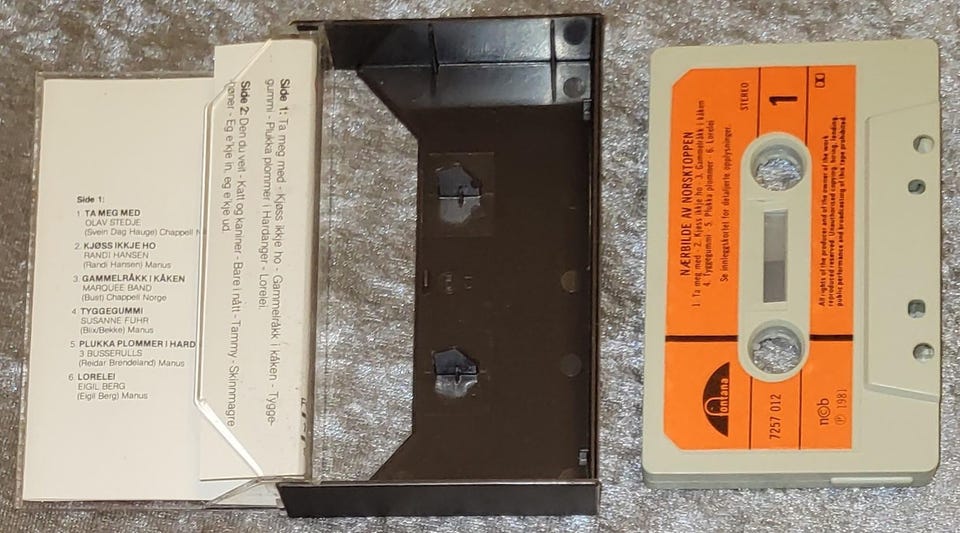 Side 1:
1 TA MEG MED
OLAV STEDJE
(Svein Dag Hauge) Chappell N
2. KJØSS IKKJE HO
RANDI HANSEN
(Randi Hansen) Manus
3. GAMMELRÅKK I KÅKEN
MARQUEE BAND
(Bust) Chappell Norge
4 TYGGEGUMMI
SUSANNE FUHR
(Blix/Bekke) Manus
5. PLUKKA PLOMMER I HARD
3 BUSSERULLS
(Reidar Brendeland) Manus
6. LORELEI
EIGIL BERG
(Eigil Berg) Manus
Side 1: Ta meg med - Kjøss ikkje ho - Gammelråkk i kåken - Tygge-
gummi - Plukka plommer i Hardanger - Lorelei.
Side 2: Den du veit - Katt og kaniner - Bare i nått - Tammy - Skinnmagre
høner - Eg e'kje in, eg e'kje ud.
NÆRBILDE AV NORSKTOPPEN
1. Ta meg med · 2. Kjøss ikkje ho · 3. Gammelråkk i kåken
4. Tyggegummi · 5. Plukka plommer · 6. Lorelei
Se innleggskortet for detaljerte opplysninger.
STEREO
1
All rights of the producer and of the owner of the work
reproduced reserved. Unauthorised copying, hiring, lending,
public performance and broadcasting of this tape prohibited.
fontana
7257 012
n©b
℗ 1981